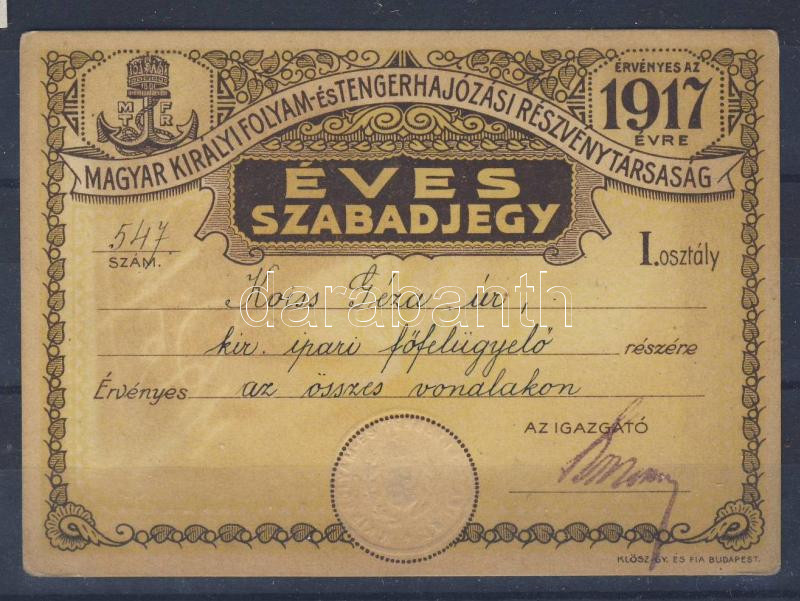 MAGYAR KIRÁLYI FOLYAM- ÉS TENGERHAJÓZÁSI RÉSZVÉNYTÁRSASÁG
M F
T R
ÉRVÉNYES AZ
1917
ÉVRE
ÉVES
SZABADJEGY
547
SZÁM.
I. osztály
Koss Géza úr,
darabanth
kir. ipari főfelügyelő részére
Érvényes az összes vonalakon
AZ IGAZGATÓ
KLÖSZ GY. ÉS FIA BUDAPEST.